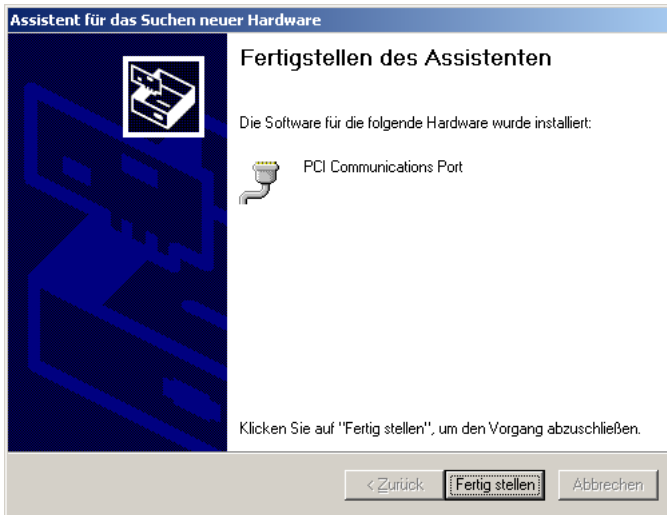 Assistent für das Suchen neuer Hardware
Fertigstellen des Assistenten
Die Software für die folgende Hardware wurde installiert:
PCI Communications Port
Klicken Sie auf "Fertig stellen", um den Vorgang abzuschließen.
< Zurück
Fertig stellen
Abbrechen